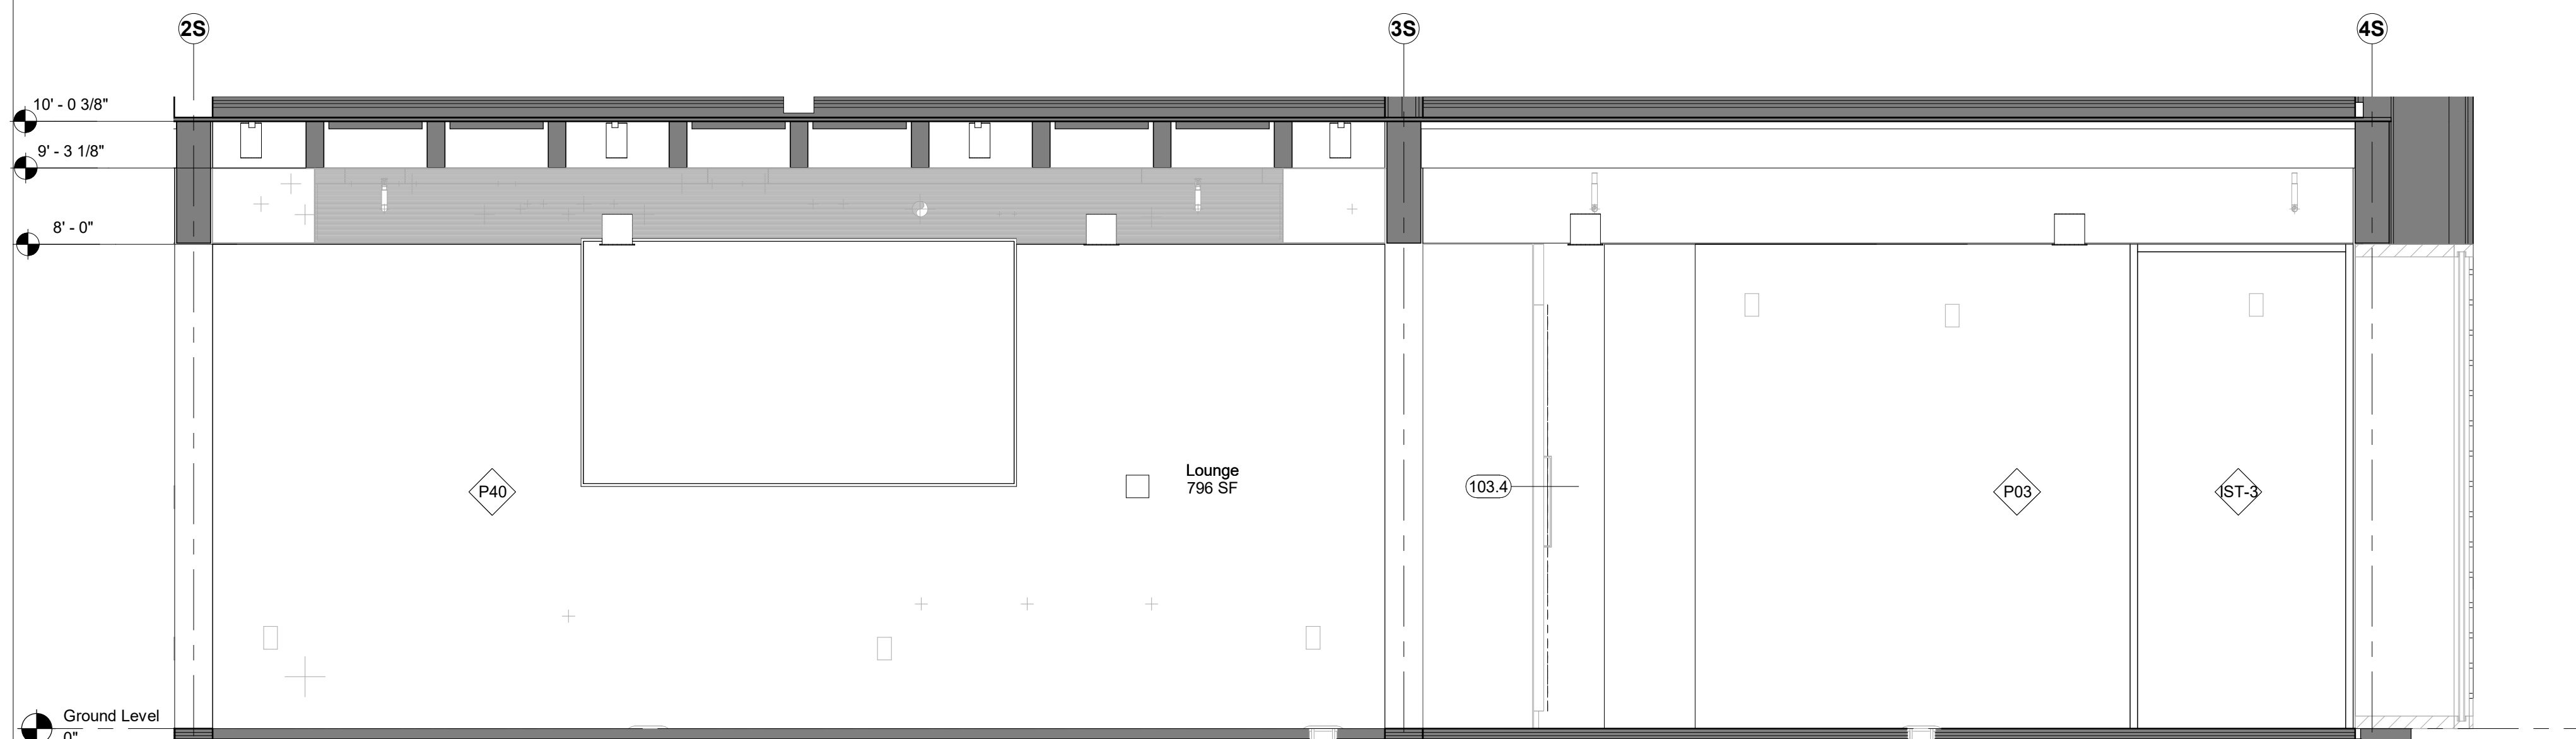 2S
3S
4S
10' - 0 3/8"
9' - 3 1/8"
8' - 0"
Lounge
796 SF
103.4
P40
P03
IST-3
Ground Level
0"